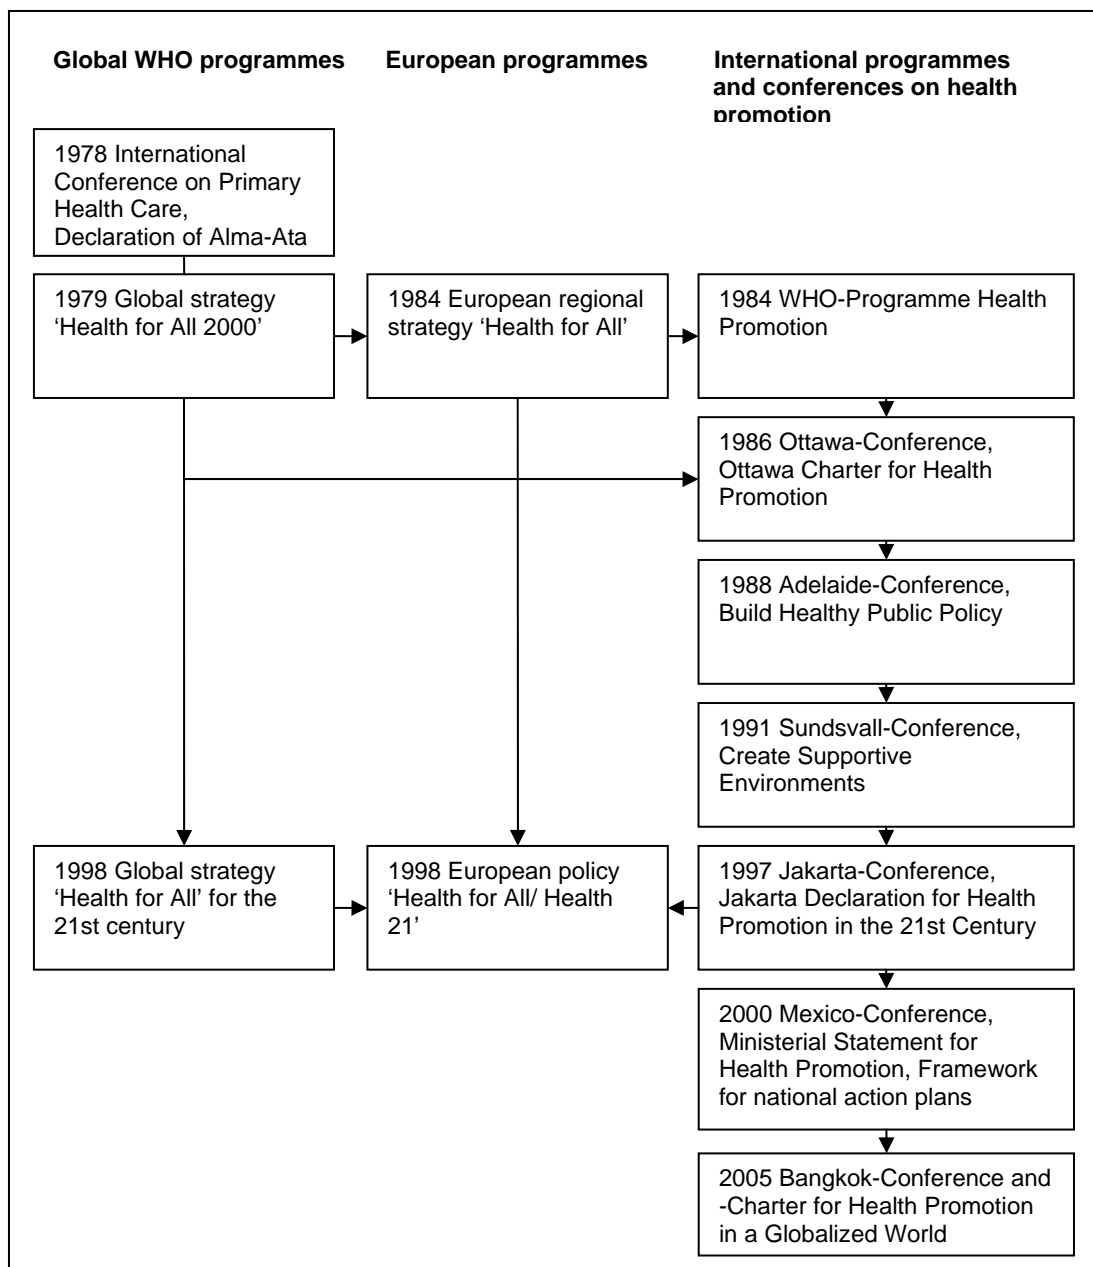 Global WHO programmes
European programmes
International programmes
and conferences on health
promotion
1978 International
Conference on Primary
Health Care,
Declaration of Alma-Ata
1979 Global strategy
‘Health for All 2000’
1984 European regional
strategy ‘Health for All’
1984 WHO-Programme Health
Promotion
1986 Ottawa-Conference,
Ottawa Charter for Health
Promotion
1988 Adelaide-Conference,
Build Healthy Public Policy
1991 Sundsvall-Conference,
Create Supportive
Environments
1998 Global strategy
‘Health for All’ for the
21st century
1998 European policy
‘Health for All/ Health
21’
1997 Jakarta-Conference,
Jakarta Declaration for Health
Promotion in the 21st Century
2000 Mexico-Conference,
Ministerial Statement for
Health Promotion, Framework
for national action plans
2005 Bangkok-Conference and
-Charter for Health Promotion
in a Globalized World